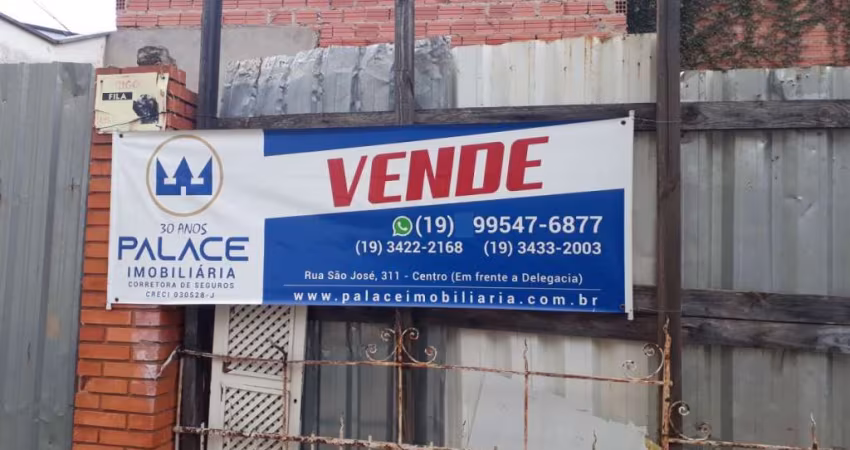 FILA
VENDE
(19) 99547-6877
(19) 3422-2168 (19) 3433-2003
Rua São José, 311 - Centro (Em frente a Delegacia)
www.palaceimobiliaria.com.br
30 ANOS
PALACE
IMOBILIÁRIA
CORRETORA DE SEGUROS
CRECI 030528-J